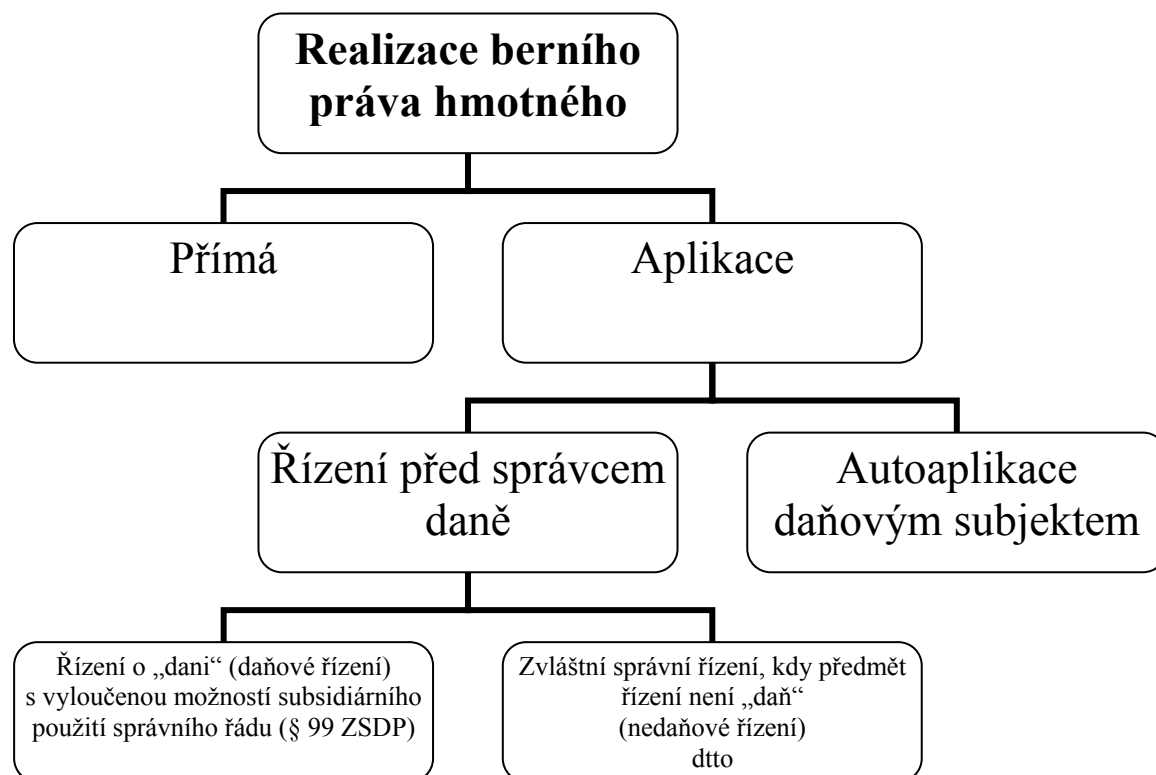 Realizace berního
práva hmotného
Přímá
Aplikace
Řízení před správcem
daně
Autoaplikace
daňovým subjektem
Řízení o „dani“ (daňové řízení)
s vyloučenou možností subsidiárního
použití správního řádu (§ 99 ZSDP)
Zvláštní správní řízení, kdy předmět
řízení není „daň“
(nedaňové řízení)
dtto